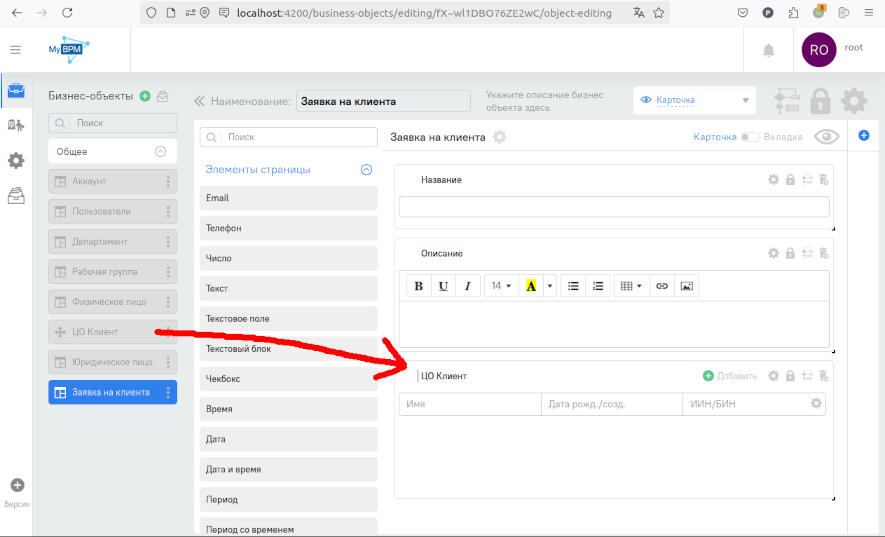 localhost:4200/business-objects/editing/fX~wl1DBO76ZE2wC/object-editing
8
My BPM
RO root
Бизнес-объекты
Поиск
Общее
Аккаунт
Пользователи
Департамент
Рабочая группа
Физическое лицо
ЦО Клиент
Юридическое лицо
Заявка на клиента
Версия
Наименование: Заявка на клиента
Укажите описание бизнес
объекта здесь
Карточка
Поиск
Элементы страницы
Email
Телефон
Число
Текст
Текстовое поле
Текстовый блок
Чекбокс
Время
Дата
Дата и время
Период
Период со временем
Заявка на клиента
Карточка Вкладка
Название
Описание
B U I 14 A
ЦО Клиент
Добавить
Имя Дата рожд./созд. ИИН/БИН